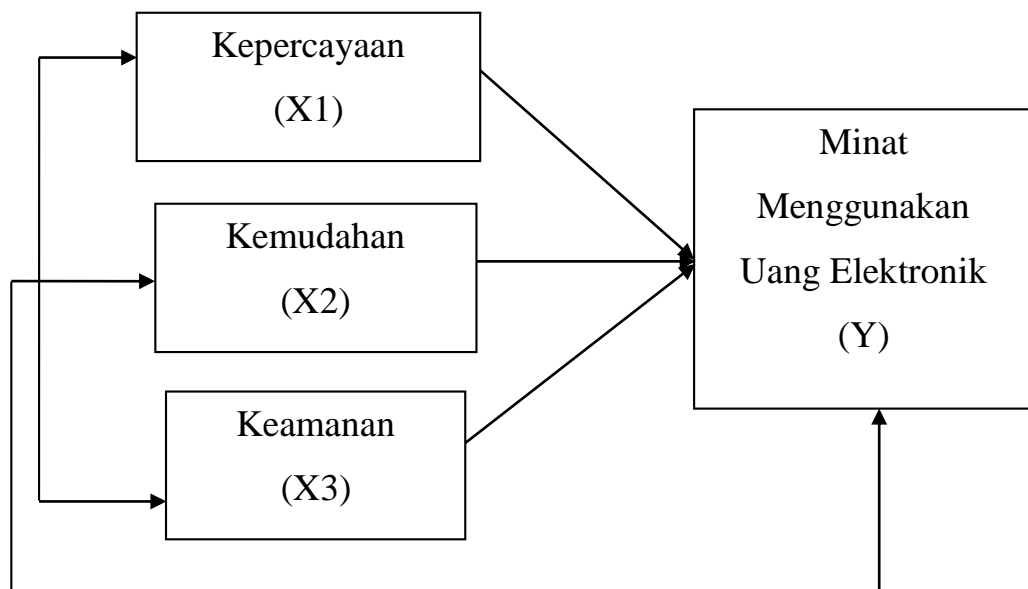 Kepercayaan
(X1)
Kemudahan
(X2)
Keamanan
(X3)
Minat
Menggunakan
Uang Elektronik
(Y)